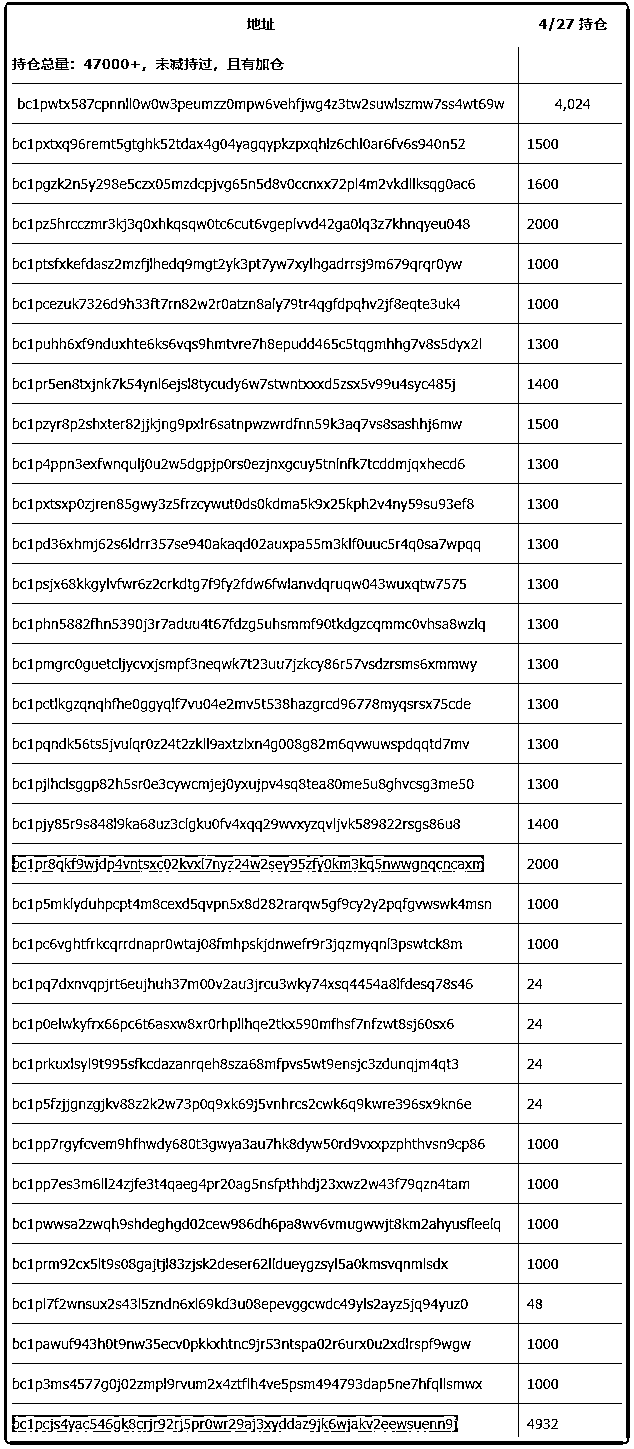 地址 4/27 持仓
持仓总量：47000+，未减持过，且有加仓
bc1pwtx587cpnnll0w0w3peumzz0mpw6vehfjwg4z3tw2suwlszmw7ss4wt69w 4,024
bc1pxtxq96remt5gtghk52tdax4g04yagqypkzpxqhlz6chl0ar6fv6s940n52 1500
bc1pgzk2n5y298e5czx05mzdcpjvg65n5d8v0ccnxx72pl4m2vkdllksqg0ac6 1600
bc1pz5hrcczmr3kj3q0xhkqsqw0tc6cut6vgeplvvd42ga0lq3z7khnqyeu048 2000
bc1ptsfxkefdasz2mzfjlhedq9mgt2yk3pt7yw7xylhgadrrsj9m679qrqr0yw 1000
bc1pcezuk7326d9h33ft7rn82w2r0atzn8aly79tr4qgfdpqhv2jf8eqte3uk4 1000
bc1puhh6xf9nduxhte6ks6vqs9hmtvre7h8epudd465c5tqgmhhg7v8s5dyx2l 1300
bc1pr5en8txjnk7k54ynl6ejsl8tycudy6w7stwntxxxd5zsx5v99u4syc485j 1400
bc1pzyr8p2shxter82jjkjng9pxlr6satnpwzwrdfnn59k3aq7vs8sashhj6mw 1500
bc1p4ppn3exfwnqulj0u2w5dgpjp0rs0ezjnxgcuy5tnlnfk7tcddmjqxhecd6 1300
bc1pxtsxp0zjren85gwy3z5frzcywut0ds0kdma5k9x25kph2v4ny59su93ef8 1300
bc1pd36xhmj62s6ldrr357se940akaqd02auxpa55m3klf0uuc5r4q0sa7wpqq 1300
bc1psjx68kkgylvfwr6z2crkdtg7f9fy2fdw6fwlanvdqruqw043wuxqtw7575 1300
bc1phn5882fhn5390j3r7aduu4t67fdzg5uhsmmf90tkdgzcqmmc0vhsa8wzlq 1300
bc1pmgrc0guetcljycvxjsmpf3neqwk7t23uu7jzkcy86r57vsdzrsms6xmmwy 1300
bc1pctlkgzqnqhfhe0ggyqlf7vu04e2mv5t538hazgrcd96778myqsrsx75cde 1300
bc1pqndk56ts5jvulqr0z24t2zkll9axtzlxn4g008g82m6qvwuwspdqqtd7mv 1300
bc1pjlhclsggp82h5sr0e3cywcmjej0yxujpv4sq8tea80me5u8ghvcsg3me50 1300
bc1pjy85r9s848l9ka68uz3clgku0fv4xqq29wvxyzqvljvk589822rsgs86u8 1400
bc1pr8qkf9wjdp4vntsxc02kvxl7nyz24w2sey95zfy0km3kq5nwwgnqcncaxm 2000
bc1p5mklyduhpcpt4m8cexd5qvpn5x8d282rarqw5gf9cy2y2pqfgvwswk4msn 1000
bc1pc6vghtfrkcqrrdnapr0wtaj08fmhpskjdnwefr9r3jqzmyqnl3pswtck8m 1000
bc1pq7dxnvqpjrt6eujhuh37m00v2au3jrcu3wky74xsq4454a8lfdesq78s46 24
bc1p0elwkyfrx66pc6t6asxw8xr0rhpllhqe2tkx590mfhsf7nfzwt8sj60sx6 24
bc1prkuxlsyl9t995sfkcdazanrqeh8sza68mfpvs5wt9ensjc3zdunqjm4qt3 24
bc1p5fzjjgnzgjkv88z2k2w73p0q9xk69j5vnhrcs2cwk6q9kwre396sx9kn6e 24
bc1pp7rgyfcvem9hfhwdy680t3gwya3au7hk8dyw50rd9vxxpzphthvsn9cp86 1000
bc1pp7es3m6ll24zjfe3t4qaeg4pr20ag5nsfpthhdj23xwz2w43f79qzn4tam 1000
bc1pwwsa2zwqh9shdeghgd02cew986dh6pa8wv6vmugwwjt8km2ahyusfleelq 1000
bc1prm92cx5lt9s08gajtjl83zjsk2deser62lldueygzsyl5a0kmsvqnmlsdx 1000
bc1pl7f2wnsux2s43l5zndn6xl69kd3u08epevggcwdc49yls2ayz5jq94yuz0 48
bc1pawuf943h0t9nw35ecv0pkkxhtnc9jr53ntspa02r6urx0u2xdlrspf9wgw 1000
bc1p3ms4577g0j02zmpl9rvum2x4ztflh4ve5psm494793dap5ne7hfqllsmwx 1000
bc1pcjs4yac546gk8crjr92rj5pr0wr29aj3xyddaz9jk6wjakv2eewsuenn9j 4932